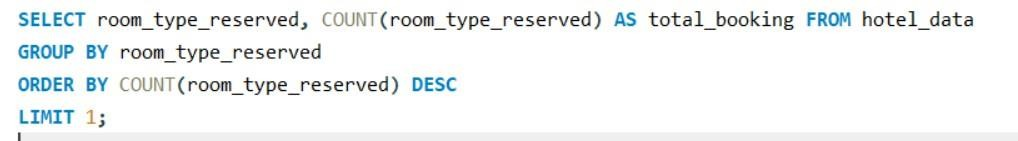 SELECT room_type_reserved, COUNT(room_type_reserved) AS total_booking FROM hotel_data
GROUP BY room_type_reserved
ORDER BY COUNT(room_type_reserved) DESC
LIMIT 1;